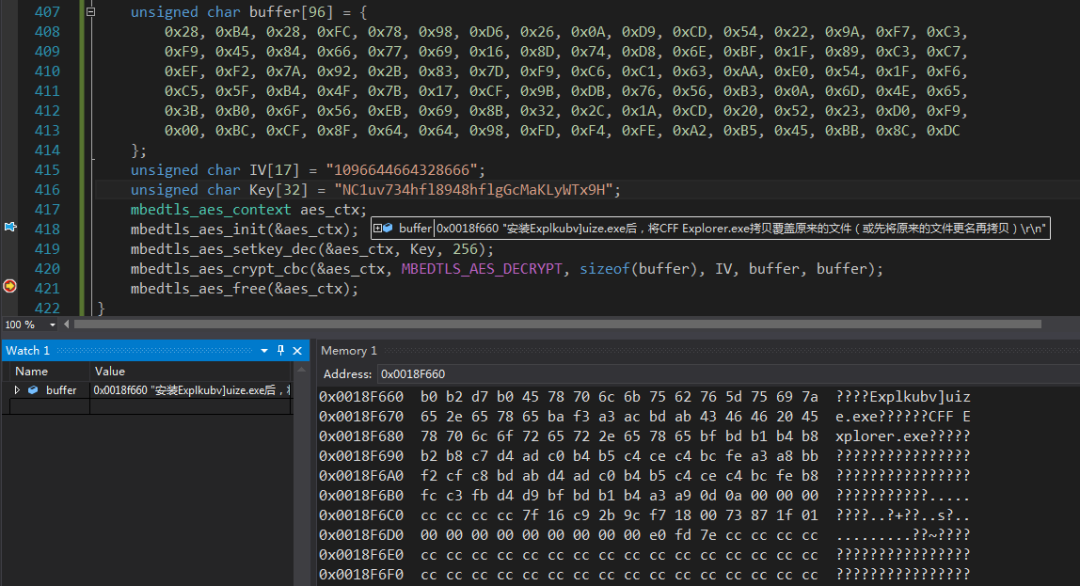 407 unsigned char buffer[96] = {
408 0x28, 0xB4, 0x28, 0xFC, 0x78, 0x98, 0xD6, 0x26, 0x0A, 0xD9, 0xCD, 0x54, 0x22, 0x9A, 0xF7, 0xC3,
409 0xF9, 0x45, 0x84, 0x66, 0x77, 0x69, 0x16, 0x8D, 0x74, 0xD8, 0x6E, 0xBF, 0x1F, 0x89, 0xC3, 0xC7,
410 0xEF, 0xF2, 0x7A, 0x92, 0x2B, 0x83, 0x7D, 0xF9, 0xC6, 0xC1, 0x63, 0xAA, 0xE0, 0x54, 0x1F, 0xF6,
411 0xC5, 0x5F, 0xB4, 0x4F, 0x7B, 0x17, 0xCF, 0x9B, 0xDB, 0x76, 0x56, 0xB3, 0x0A, 0x6D, 0x4E, 0x65,
412 0x3B, 0xB0, 0x6F, 0x56, 0xEB, 0x69, 0x8B, 0x32, 0x2C, 0x1A, 0xCD, 0x20, 0x52, 0x23, 0xD0, 0xF9,
413 0x00, 0xBC, 0xCF, 0x8F, 0x64, 0x64, 0x98, 0xFD, 0xF4, 0xFE, 0xA2, 0xB5, 0x45, 0xBB, 0x8C, 0xDC
414 };
415 unsigned char IV[17] = "1096644664328666";
416 unsigned char Key[32] = "NC1uv734hfl8948hflgGcMaKLyWTx9H";
417 mbedtls_aes_context aes_ctx;
418 mbedtls_aes_init(&aes_ctx); buffer 0x0018f660 "安装Explkubv]uize.exe后，将CFF Explorer.exe拷贝覆盖原来的文件（或先将原来的文件更名再拷贝）\r\n"
419 mbedtls_aes_setkey_dec(&aes_ctx, Key, 256);
420 mbedtls_aes_crypt_cbc(&aes_ctx, MBEDTLS_AES_DECRYPT, sizeof(buffer), IV, buffer, buffer);
421 mbedtls_aes_free(&aes_ctx);
422 }
100 %
Watch 1
Name Value
buffer 0x0018f660 "安装Explkubv]uize.exe后，
Memory 1
Address: 0x0018F660
0x0018F660 b0 b2 d7 b0 45 78 70 6c 6b 75 62 76 5d 75 69 7a ????Explkubv]uiz
0x0018F670 65 2e 65 78 65 ba f3 a3 ac bd ab 43 46 46 20 45 e.exe??????CFF E
0x0018F680 78 70 6c 6f 72 65 72 2e 65 78 65 bf bd b1 b4 b8 xplorer.exe?????
0x0018F690 b2 b8 c7 d4 ad c0 b4 b5 c4 ce c4 bc fe a3 a8 bb ????????????????
0x0018F6A0 f2 cf c8 bd ab d4 ad c0 b4 b5 c4 ce c4 bc fe b8 ????????????????
0x0018F6B0 fc c3 fb d4 d9 bf bd b1 b4 a3 a9 0d 0a 00 00 00 ???????????.....
0x0018F6C0 cc cc cc cc 7f 16 c9 2b 9c f7 18 00 73 87 1f 01 ????..?+??..s?..
0x0018F6D0 00 00 00 00 00 00 00 00 00 e0 fd 7e cc cc cc cc .........??~????
0x0018F6E0 cc cc cc cc cc cc cc cc cc cc cc cc cc cc cc cc ????????????????
0x0018F6F0 cc cc cc cc cc cc cc cc cc cc cc cc cc cc cc cc ????????????????